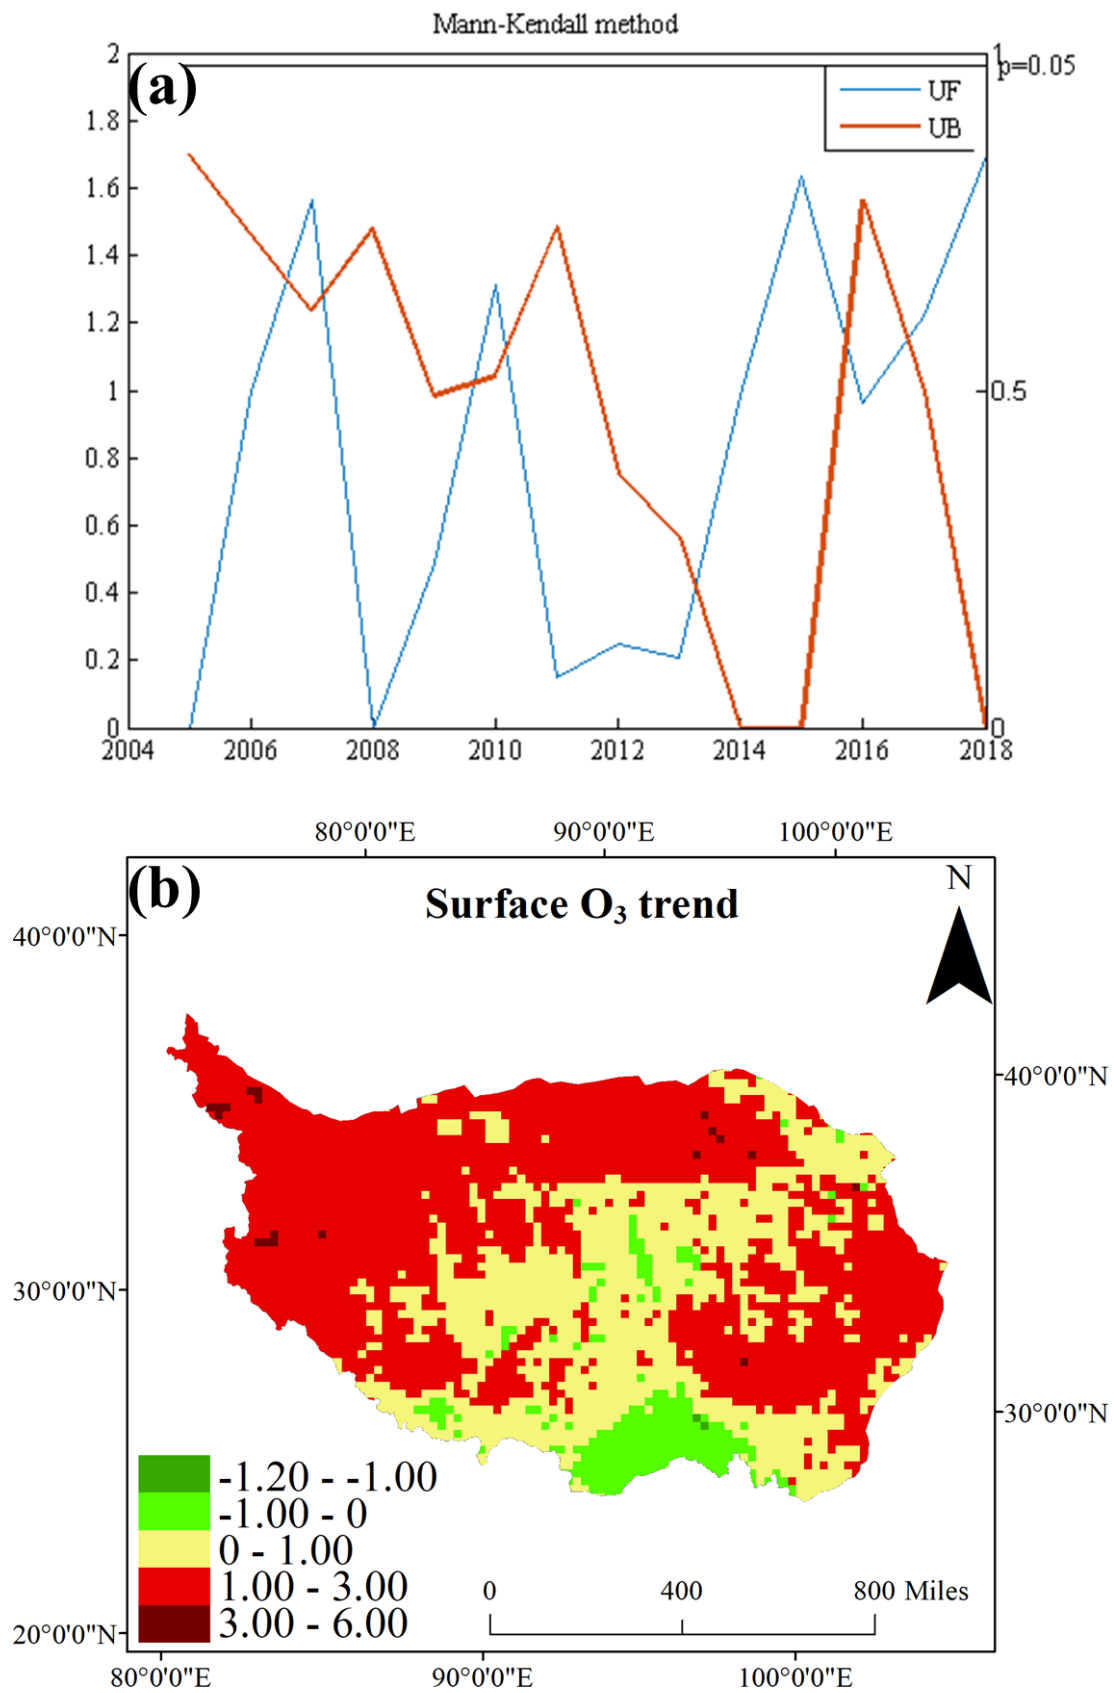 Mann-Kendall method
(a)
2
1.8
1.6
1.4
1.2
1
0.8
0.6
0.4
0.2
0
1
p=0.05
0.5
0
UF
UB
2004 2006 2008 2010 2012 2014 2016 2018
80°0'0"E 90°0'0"E 100°0'0"E
(b)
Surface O₃ trend
N
40°0'0"N
40°0'0"N
30°0'0"N
30°0'0"N
-1.20 - -1.00
-1.00 - 0
0 - 1.00
1.00 - 3.00
3.00 - 6.00
0 400 800 Miles
20°0'0"N
80°0'0"E 90°0'0"E 100°0'0"E